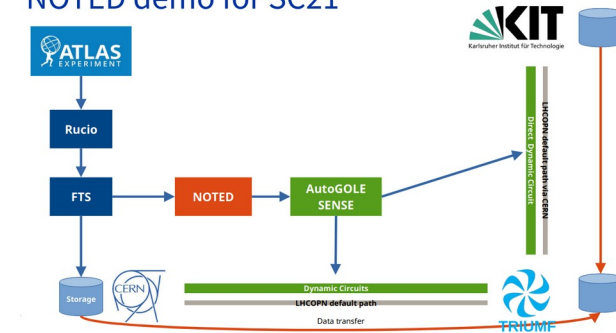 NOTED demo for SC21
ATLAS
EXPERIMENT
KIT
Karlsruher Institut für Technologie
Rucio
FTS
NOTED
AutoGOLE
SENSE
Direct Dynamic Circuit
LHCOPN default path via CERN
Storage
CERN
Dynamic Circuits
LHCOPN default path
Data transfer
TRIUMF